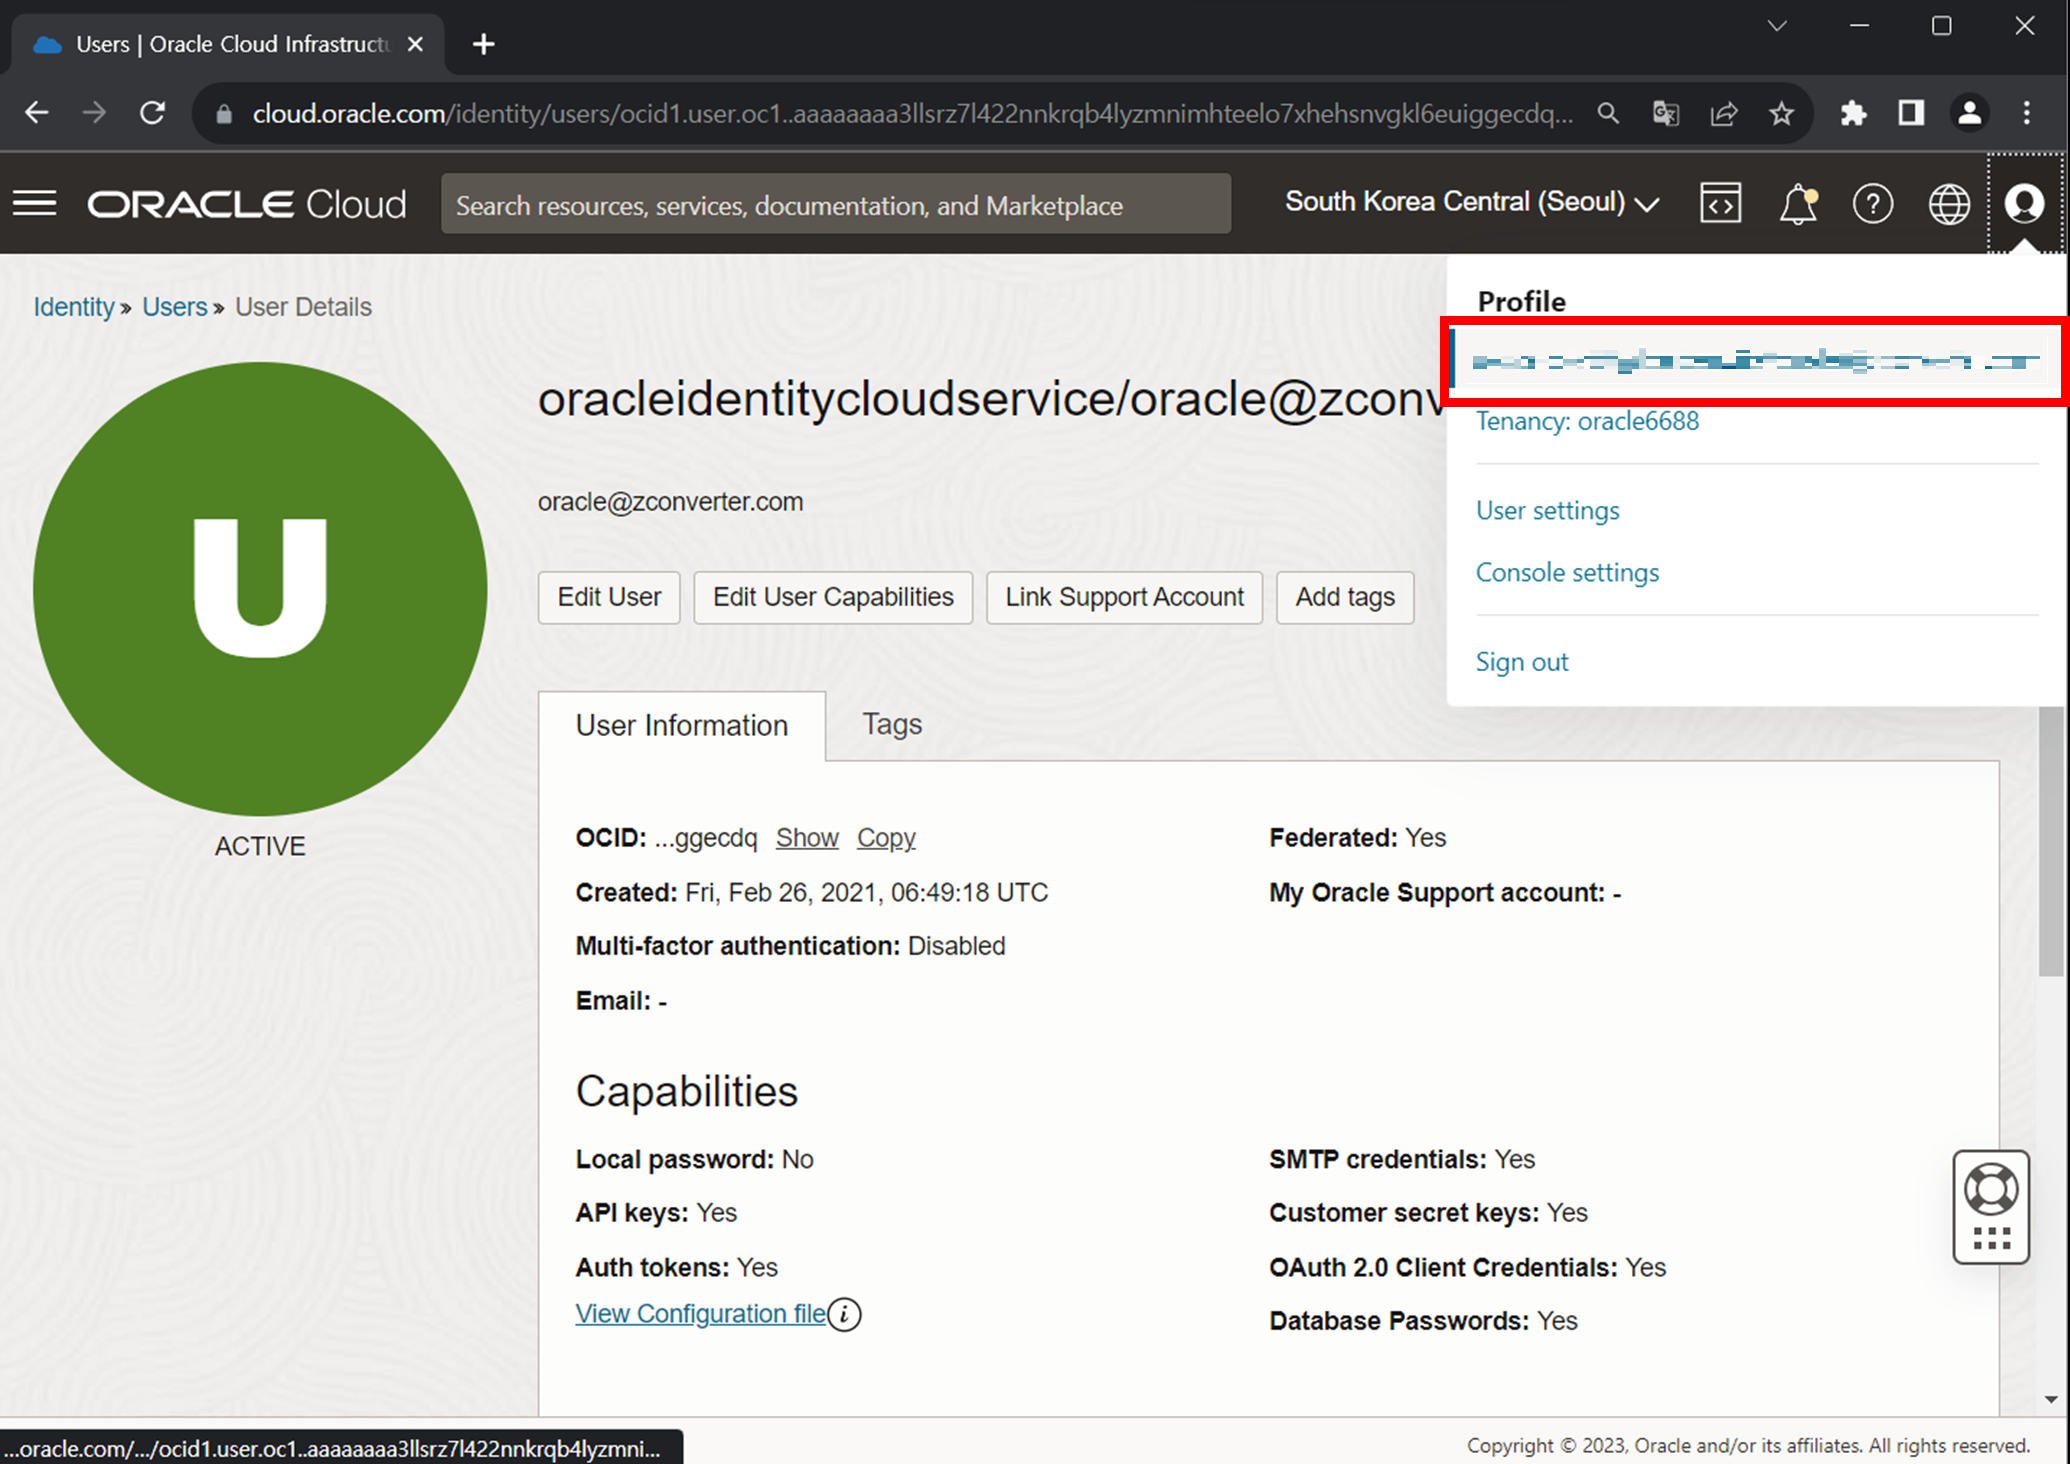 Users | Oracle Cloud Infrastructu
cloud.oracle.com/identity/users/ocid1.user.oc1..aaaaaaaa3llsrz7l422nnkrqb4lyzmnimhteelo7xhehsnvgkl6euiggecdq...
ORACLE Cloud
Search resources, services, documentation, and Marketplace
South Korea Central (Seoul)
Identity » Users » User Details
Profile
Tenancy: oracle6688
User settings
Console settings
Sign out
U
ACTIVE
oracleidentitycloudservice/oracle@zconv
oracle@zconverter.com
Edit User
Edit User Capabilities
Link Support Account
Add tags
User Information
Tags
OCID: ...ggecdq Show Copy
Federated: Yes
Created: Fri, Feb 26, 2021, 06:49:18 UTC
My Oracle Support account: -
Multi-factor authentication: Disabled
Email: -
Capabilities
Local password: No
SMTP credentials: Yes
API keys: Yes
Customer secret keys: Yes
Auth tokens: Yes
OAuth 2.0 Client Credentials: Yes
View Configuration file
Database Passwords: Yes
...oracle.com/.../ocid1.user.oc1..aaaaaaaa3llsrz7l422nnkrqb4lyzmni...
Copyright © 2023, Oracle and/or its affiliates. All rights reserved.